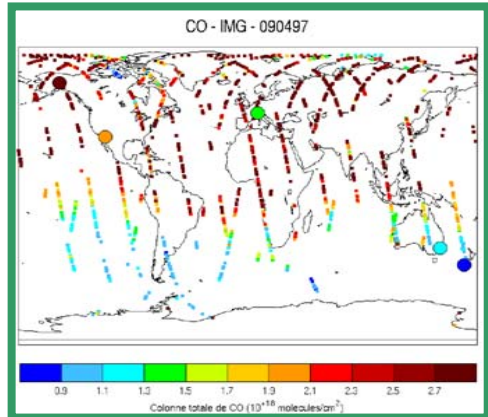 CO - IMG - 090497
0.9 1.1 1.3 1.5 1.7 1.9 2.1 2.3 2.5 2.7
Colonne totale de CO (10⁺¹⁸ molecules/cm²)